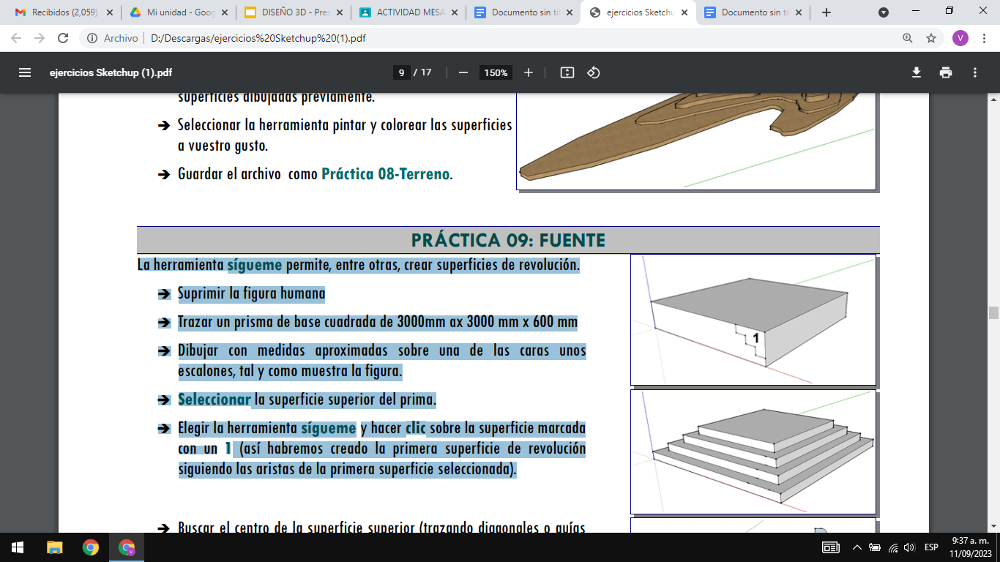 Recibidos (2,059)
Mi unidad - Goog
DISEÑO 3D - Pres
ACTIVIDAD MESA
Documento sin tí
ejercicios Sketchu
Documento sin tí
Archivo
D:/Descargas/ejercicios%20Sketchup%20(1).pdf
V
ejercicios Sketchup (1).pdf
9 / 17
150%
superficies dibujadas previamente.
➔ Seleccionar la herramienta pintar y colorear las superficies
a vuestro gusto.
➔ Guardar el archivo como Práctica 08-Terreno.
PRÁCTICA 09: FUENTE
La herramienta sígueme permite, entre otras, crear superficies de revolución.
➔ Suprimir la figura humana
➔ Trazar un prisma de base cuadrada de 3000mm ax 3000 mm x 600 mm
➔ Dibujar con medidas aproximadas sobre una de las caras unos
escalones, tal y como muestra la figura.
➔ Seleccionar la superficie superior del prima.
➔ Elegir la herramienta sígueme y hacer clic sobre la superficie marcada
con un 1 (así habremos creado la primera superficie de revolución
siguiendo las aristas de la primera superficie seleccionada).
➔ Buscar el centro de la superficie superior (trazando diagonales o guías
1
ESP
9:37 a. m.
11/09/2023